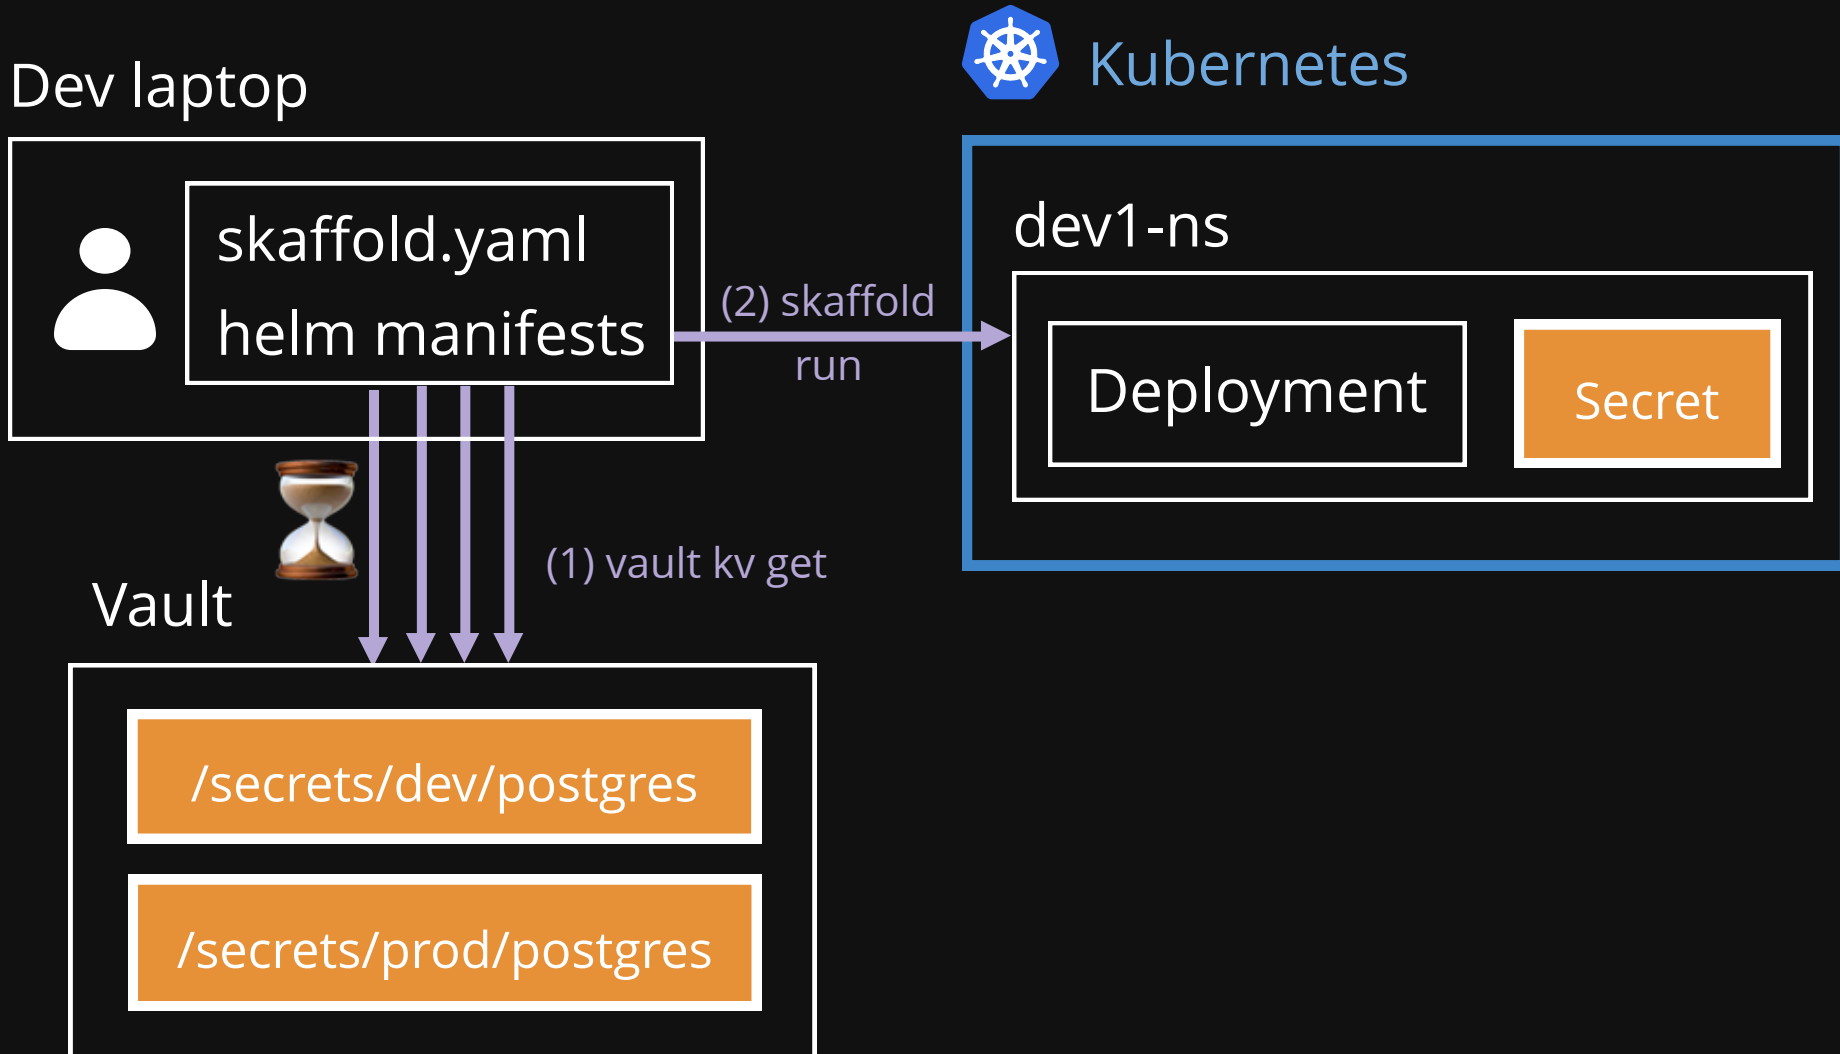 Dev laptop
Kubernetes
skaffold.yaml
helm manifests
(2) skaffold
run
dev1-ns
Deployment
Secret
(1) vault kv get
Vault
/secrets/dev/postgres
/secrets/prod/postgres